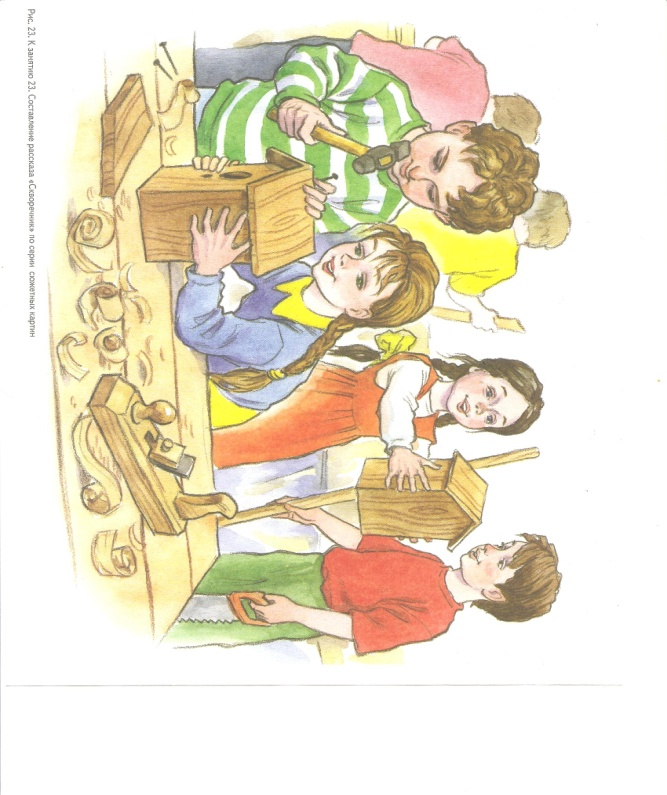 Рис. 23. К занятию 23. Составление рассказа «Скворечник» по серии сюжетных картин